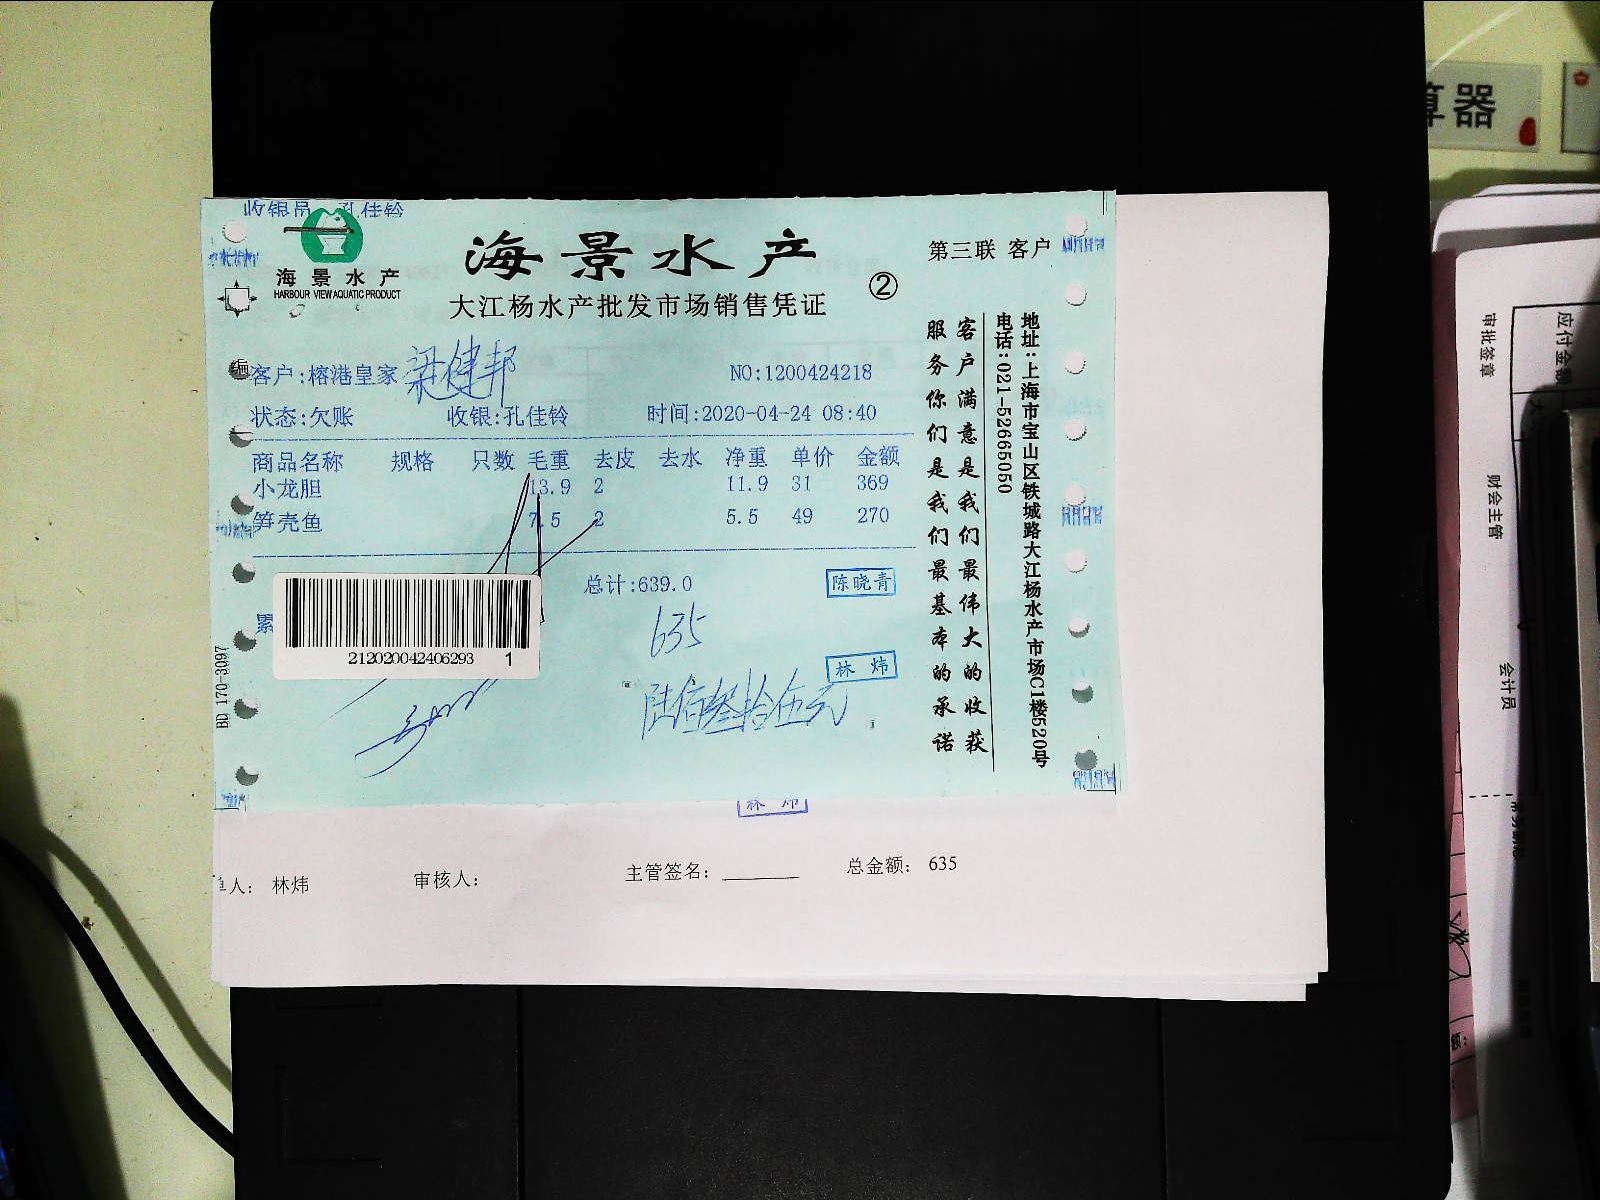 算器
收银员 孔佳铃
海景水产
HARBOUR VIEW AQUATIC PRODUCT
海景水产
大江杨水产批发市场销售凭证
②
第三联 客户
客户:榕港皇家
梁健邦
NO:1200424218
状态:欠账 收银:孔佳铃 时间:2020-04-24 08:40
商品名称 规格 只数 毛重 去皮 去水 净重 单价 金额
小龙胆 13.9 2 11.9 31 369
笋壳鱼 7.5 2 5.5 49 270
总计:639.0
陈晓青
累
635
212020042406293 1
林 炜
陆佰叁拾伍元
BD 170-3097
客户满意是我们最伟大的收获
服务你们是我们最基本的承诺
地址:上海市宝山区铁城路大江杨水产市场C1楼520号
电话:021-52665050
林 炜
单人: 林炜 审核人: 主管签名: 总金额: 635
应付金额
审批签章
财会主管
会计员